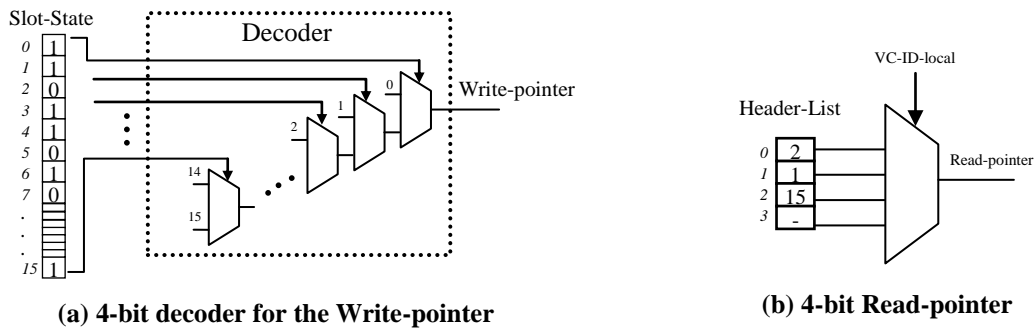 Slot-State
Decoder
0 1
1 1
2 0
3 1
4 1
5 0
6 1
7 0
.
.
.
15 1
0
1
2
14
15
Write-pointer
(a) 4-bit decoder for the Write-pointer
VC-ID-local
Header-List
0 2
1 1
2 15
3 -
Read-pointer
(b) 4-bit Read-pointer